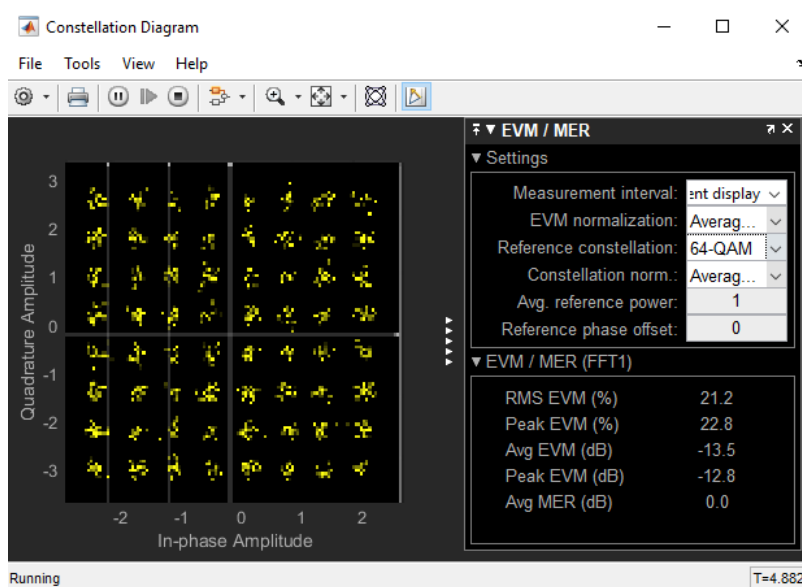 Constellation Diagram
File Tools View Help
EVM / MER
Settings
Measurement interval: ent display
EVM normalization: Averag...
Reference constellation: 64-QAM
Constellation norm.: Averag...
Avg. reference power: 1
Reference phase offset: 0
EVM / MER (FFT1)
RMS EVM (%) 21.2
Peak EVM (%) 22.8
Avg EVM (dB) -13.5
Peak EVM (dB) -12.8
Avg MER (dB) 0.0
Quadrature Amplitude
3
2
1
0
-1
-2
-3
-2 -1 0 1 2
In-phase Amplitude
Running T=4.882